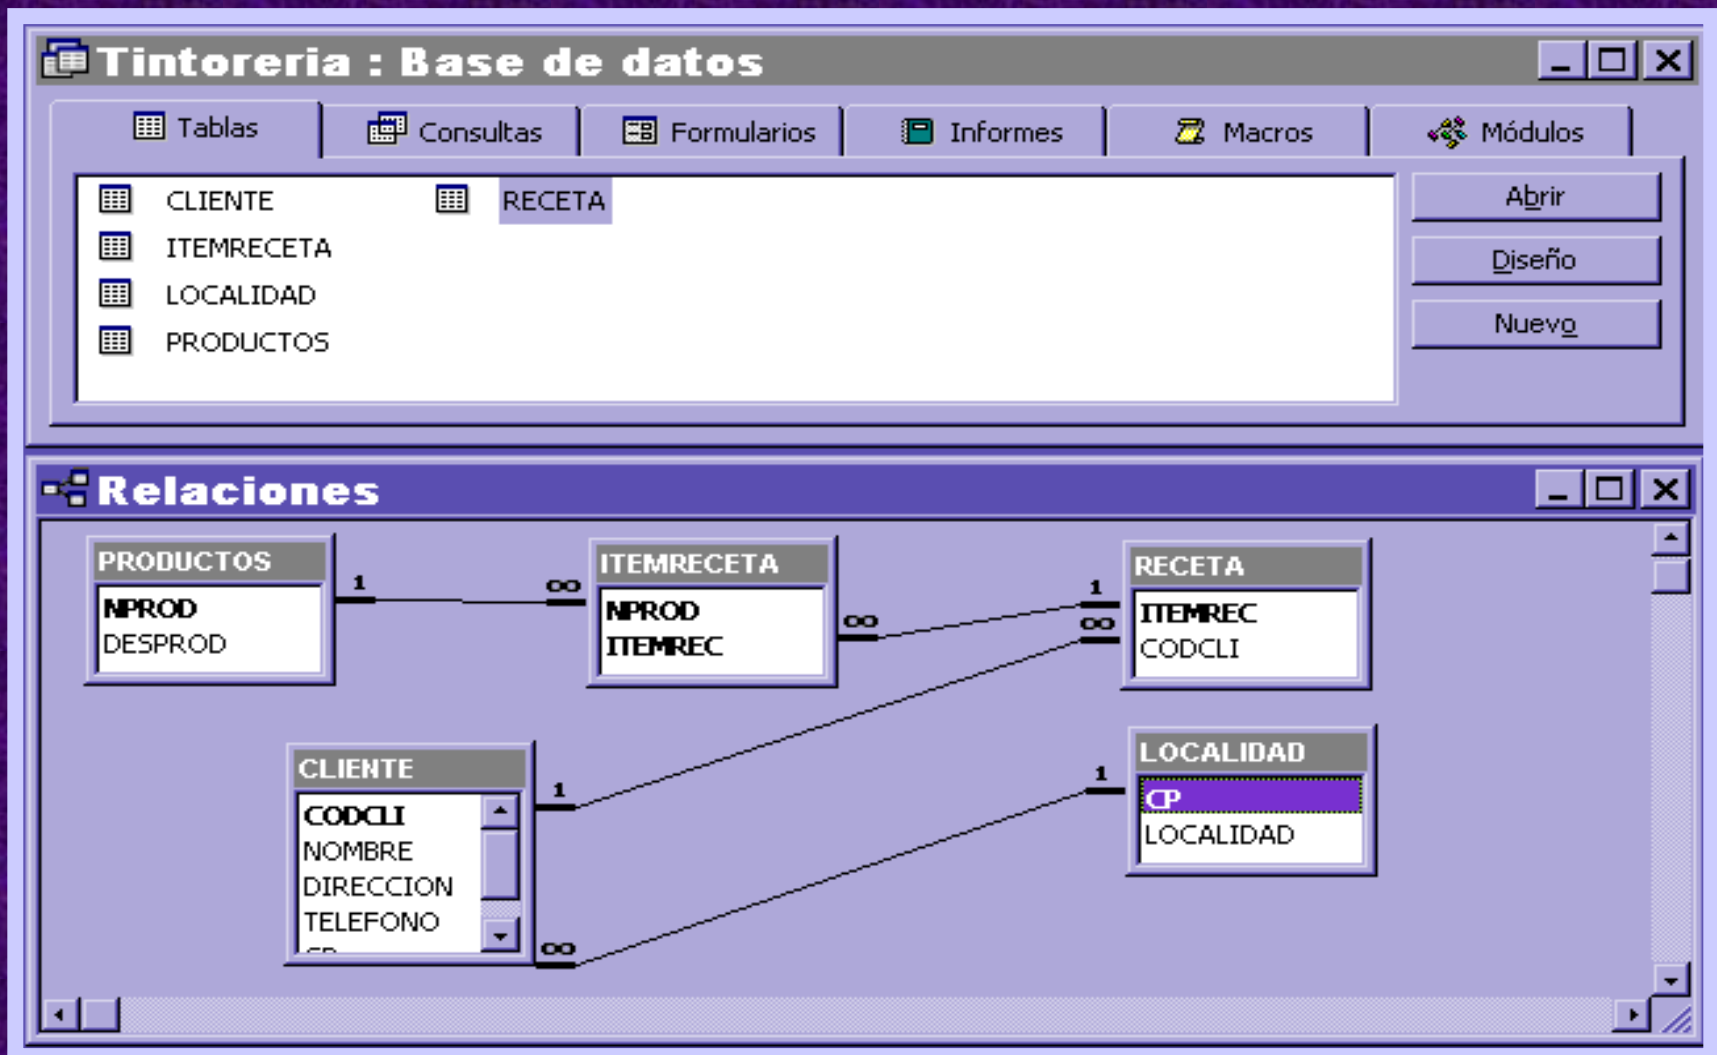 Tintoreria : Base de datos
Tablas Consultas Formularios Informes Macros Módulos
CLIENTE RECETA
ITEMRECETA
LOCALIDAD
PRODUCTOS
Abrir
Diseño
Nuevo
Relaciones
PRODUCTOS
NPROD
DESPROD
1 ∞
ITEMRECETA
NPROD
ITEMREC
∞ 1
∞
RECETA
ITEMREC
CODCLI
CLIENTE
CODCLI
NOMBRE
DIRECCION
TELEFONO
1
∞
1
LOCALIDAD
CP
LOCALIDAD